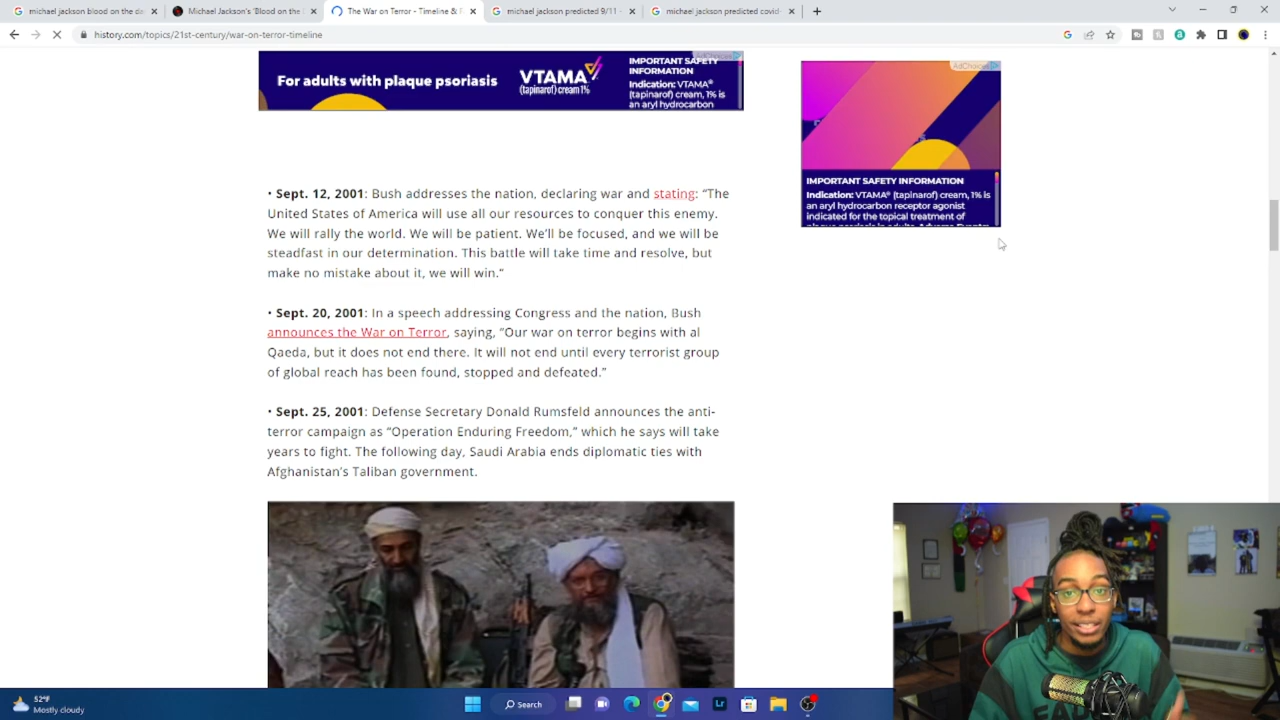 michael jackson blood on the da
Michael Jackson's 'Blood on the
The War on Terror - Timeline & F
michael jackson predicted 9/11 -
michael jackson predicted covid-
history.com/topics/21st-century/war-on-terror-timeline
For adults with plaque psoriasis
VTAMA®
(tapinarof) cream 1%
IMPORTANT SAFETY
INFORMATION
Indication: VTAMA®
(tapinarof) cream, 1% is
an aryl hydrocarbon
AdChoices
AdChoices
IMPORTANT SAFETY INFORMATION
Indication: VTAMA® (tapinarof) cream, 1% is
an aryl hydrocarbon receptor agonist
indicated for the topical treatment of
plaque psoriasis in adults. Adverse Events:
• Sept. 12, 2001: Bush addresses the nation, declaring war and stating: “The
United States of America will use all our resources to conquer this enemy.
We will rally the world. We will be patient. We’ll be focused, and we will be
steadfast in our determination. This battle will take time and resolve, but
make no mistake about it, we will win.”
• Sept. 20, 2001: In a speech addressing Congress and the nation, Bush
announces the War on Terror, saying, “Our war on terror begins with al
Qaeda, but it does not end there. It will not end until every terrorist group
of global reach has been found, stopped and defeated.”
• Sept. 25, 2001: Defense Secretary Donald Rumsfeld announces the anti-
terror campaign as “Operation Enduring Freedom,” which he says will take
years to fight. The following day, Saudi Arabia ends diplomatic ties with
Afghanistan’s Taliban government.
52°F
Mostly cloudy
Search
Lr